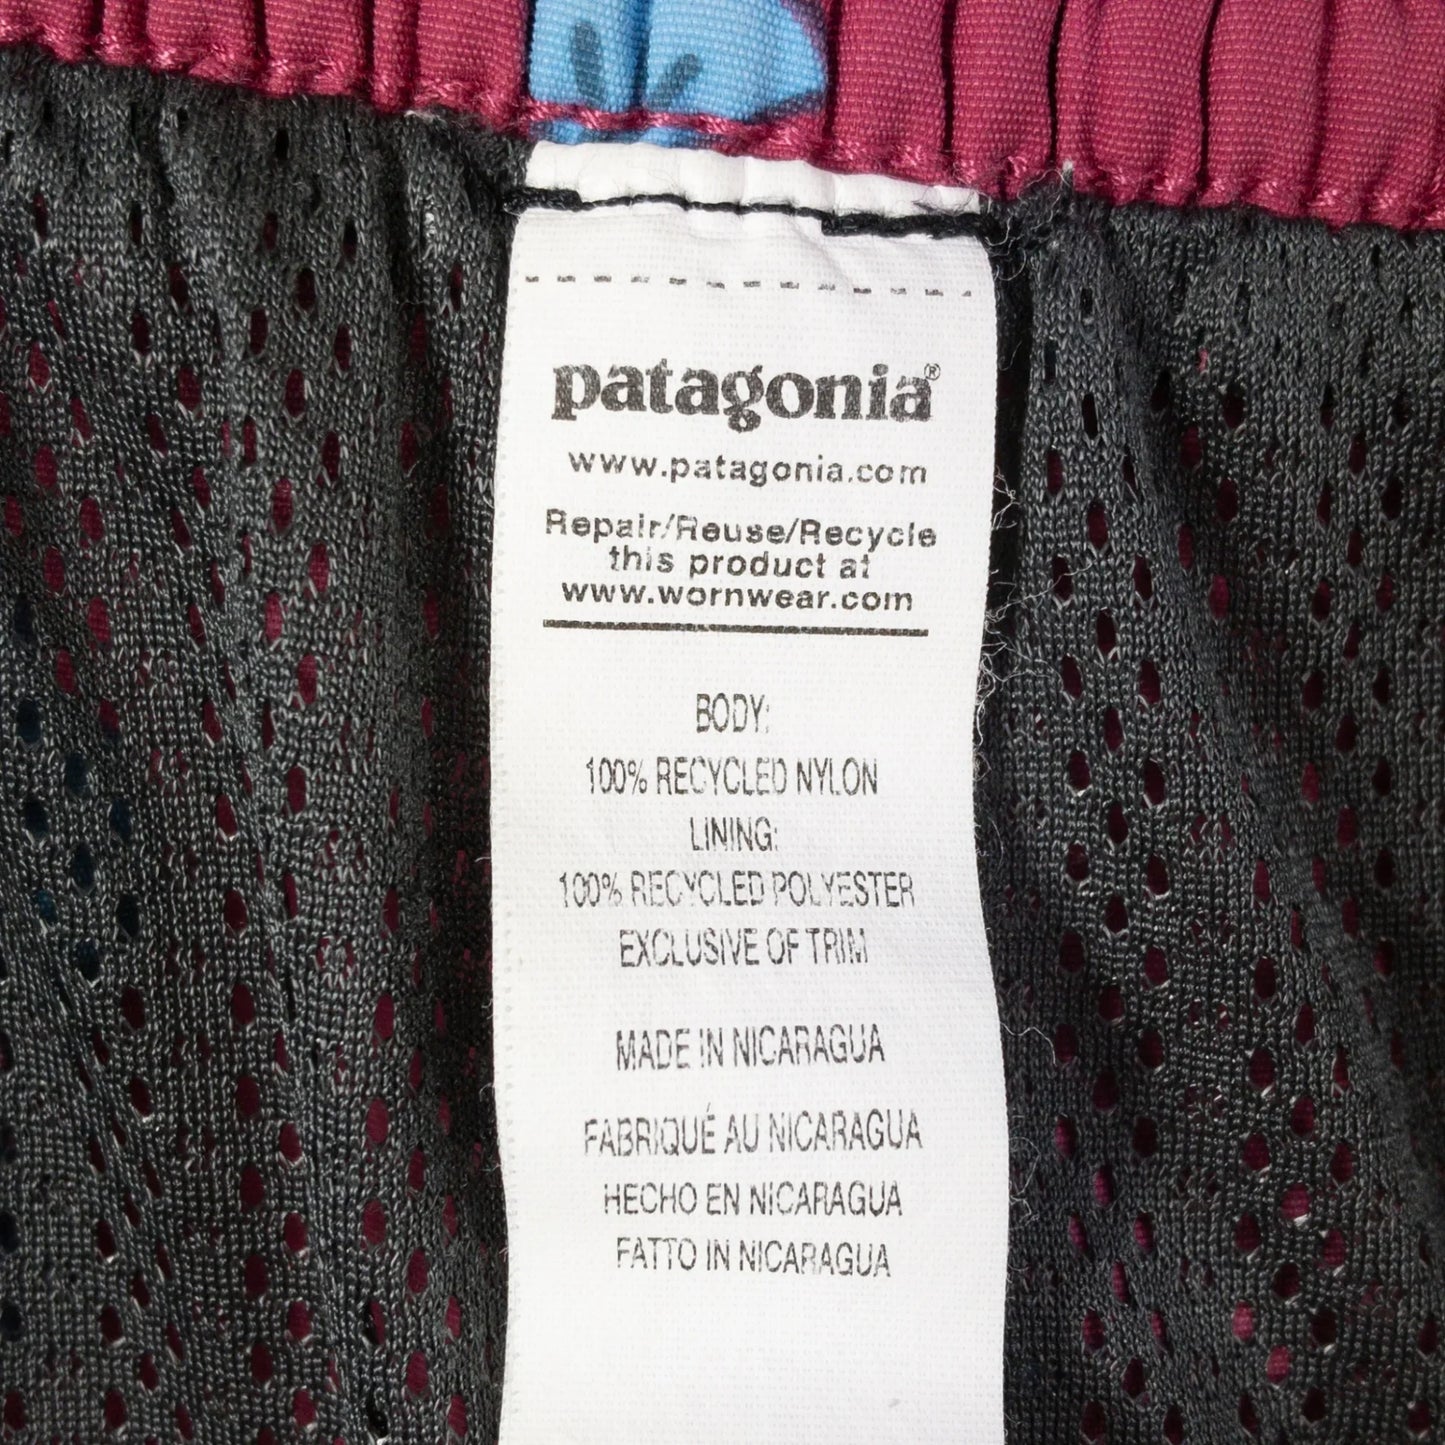 patagonia®
www.patagonia.com
Repair/Reuse/Recycle
this product at
www.wornwear.com
BODY:
100% RECYCLED NYLON
LINING:
100% RECYCLED POLYESTER
EXCLUSIVE OF TRIM
MADE IN NICARAGUA
FABRIQUÉ AU NICARAGUA
HECHO EN NICARAGUA
FATTO IN NICARAGUA